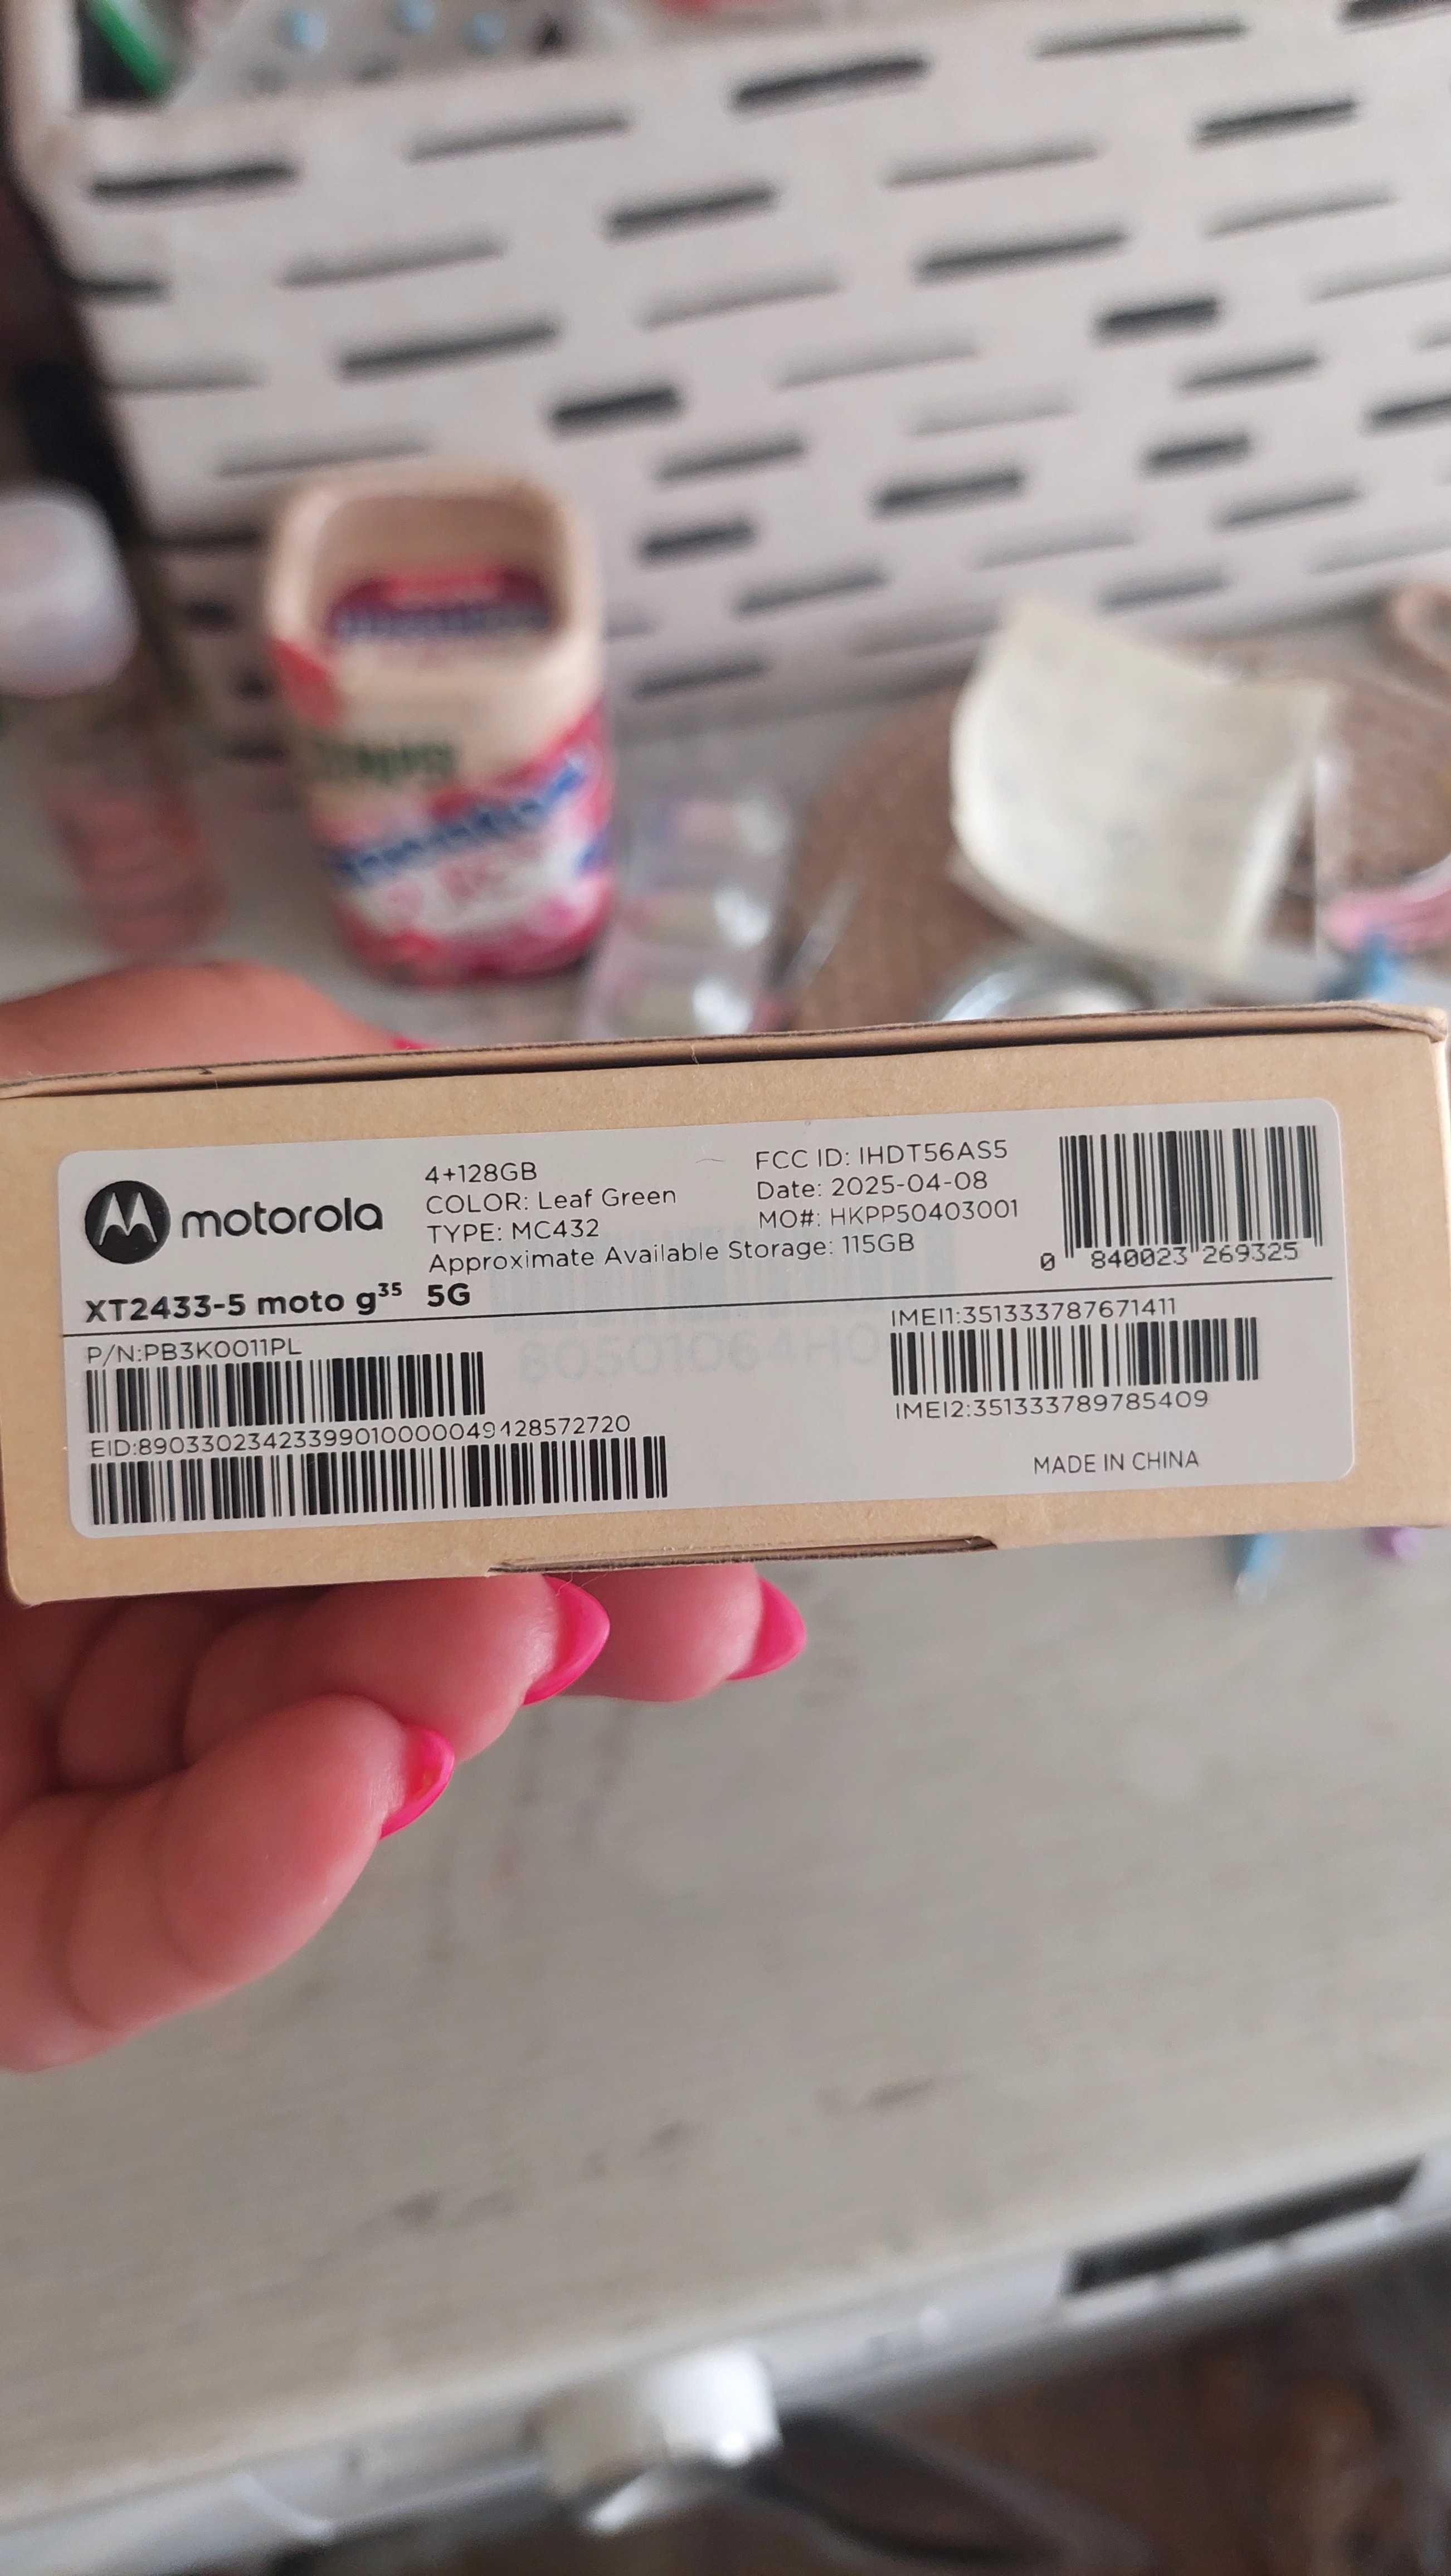 motorola
4+128GB
COLOR: Leaf Green
TYPE: MC432
Approximate Available Storage: 115GB
FCC ID: IHDT56AS5
Date: 2025-04-08
MO#: HKPP50403001
0 840023 269325
XT2433-5 moto g35 5G
P/N:PB3K0011PL
EID:89033023423399010000049128572720
IMEI1:351333787671411
IMEI2:351333789785409
MADE IN CHINA